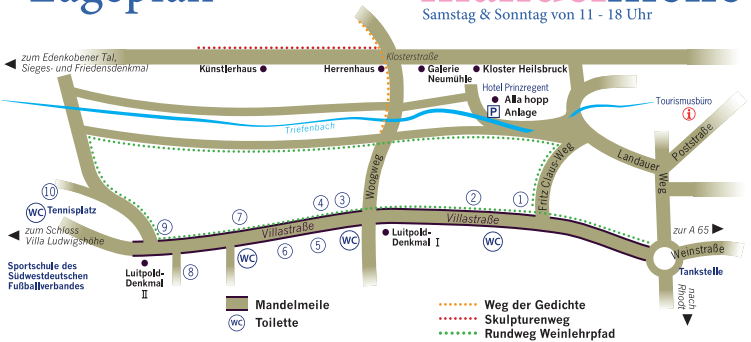 Lageplan
Samstag & Sonntag von 11 - 18 Uhr
zum Edenkobener Tal,
Sieges- und Friedensdenkmal
Klosterstraße
Künstlerhaus
Herrenhaus
Galerie
Neumühle
Kloster Heilsbruck
Hotel Prinzregent
Alla hopp
P Anlage
Tourismusbüro
i
Triefenbach
Woogweg
Fritz Claus-Weg
Landauer
Weg
Poststraße
10
WC Tennisplatz
zum Schloss
Villa Ludwigshöhe
9
7
4
3
2
1
Villastraße
Villastraße
8
6
5
WC
WC
WC
Luitpold-
Denkmal I
Luitpold-
Denkmal
II
Sportschule des
Südwestdeutschen
Fußballverbandes
zur A 65
Weinstraße
Tankstelle
nach
Rhodt
Mandelmeile
WC Toilette
Weg der Gedichte
Skulpturenweg
Rundweg Weinlehrpfad